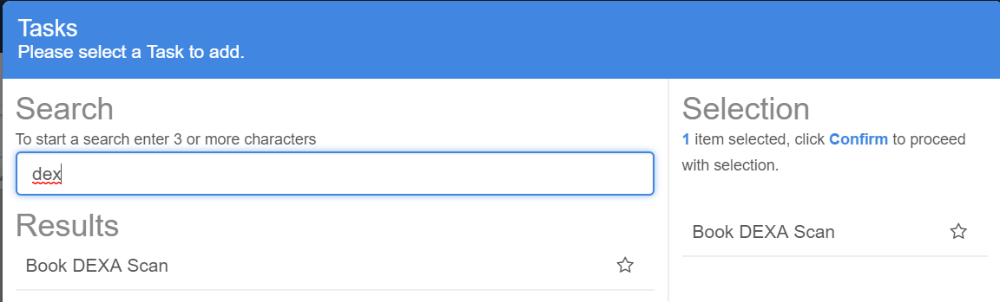 Tasks
Please select a Task to add.
Search
To start a search enter 3 or more characters
dex
Results
Book DEXA Scan
Selection
1 item selected, click Confirm to proceed
with selection.
Book DEXA Scan